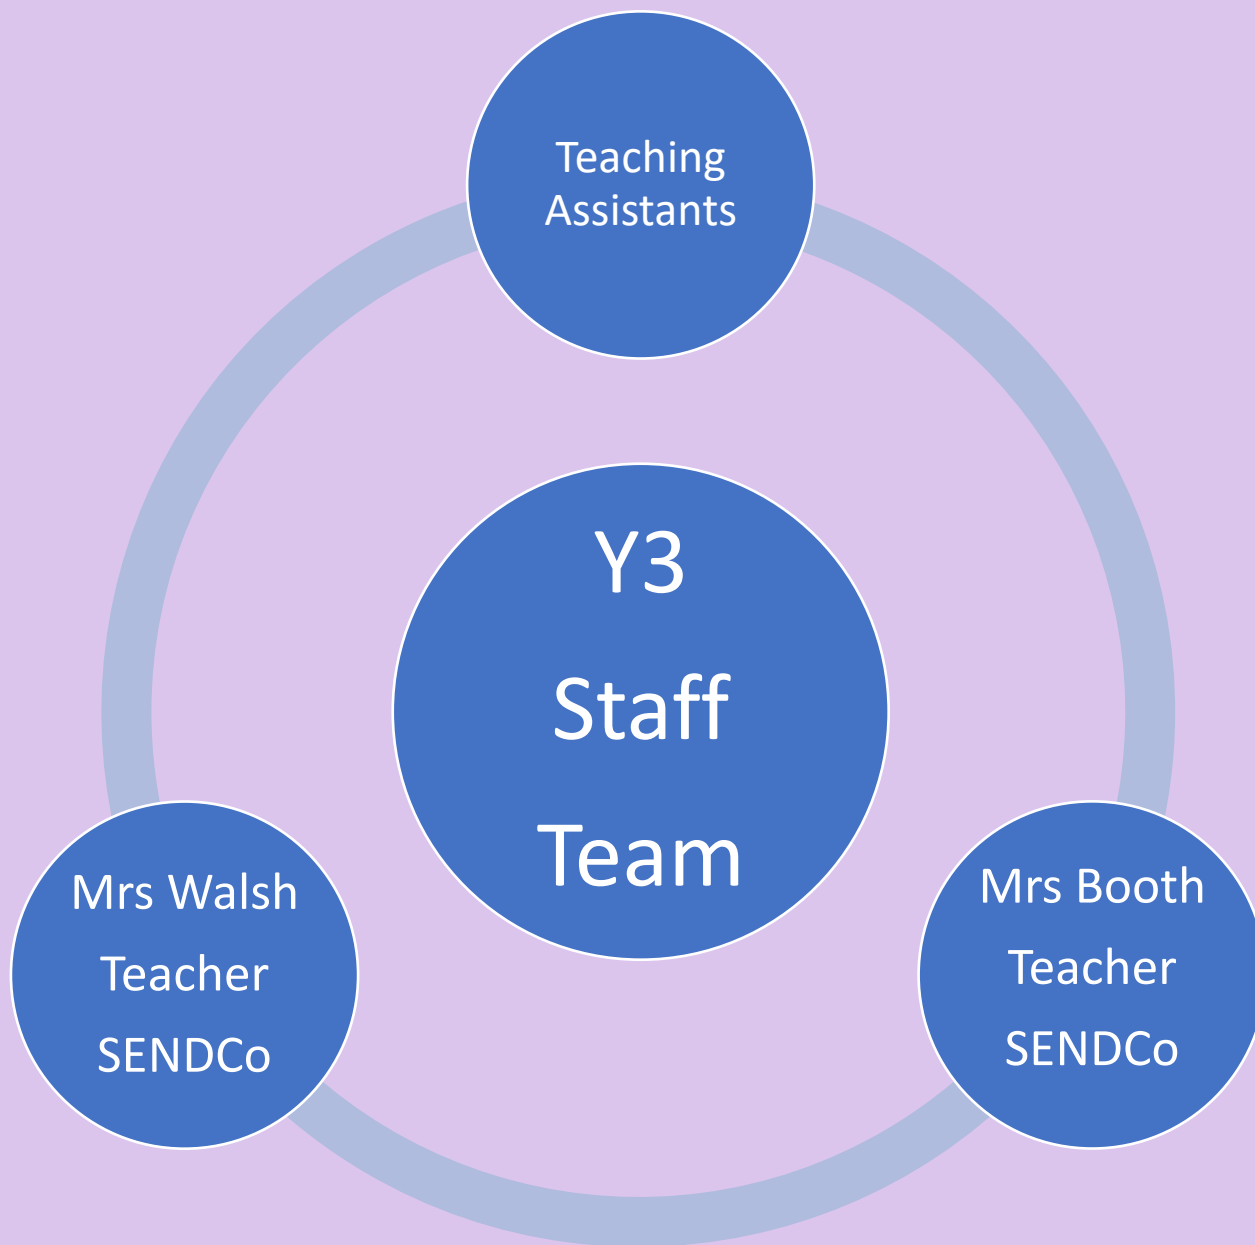 Teaching
Assistants
Y3
Staff
Team
Mrs Walsh
Teacher
SENDCo
Mrs Booth
Teacher
SENDCo